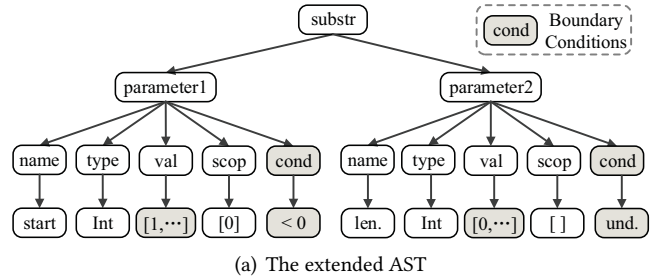 substr
cond Boundary Conditions
parameter1 parameter2
name type val scop cond name type val scop cond
start Int [1,⋯] [0] < 0 len. Int [0,⋯] [ ] und.
(a) The extended AST